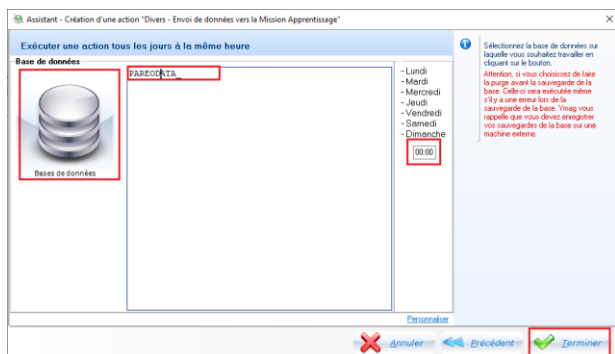 Assistant - Création d'une action "Divers - Envoi de données vers la Mission Apprentissage"
Exécuter une action tous les jours à la même heure
Base de données
Bases de données
PAREODATA_
- Lundi
- Mardi
- Mercredi
- Jeudi
- Vendredi
- Samedi
- Dimanche
00:00
Personnaliser
Sélectionnez la base de données sur
laquelle vous souhaitez travailler en
cliquant sur le bouton.
Attention, si vous choisissez de faire
la purge avant la sauvegarde de la
base. Celle-ci sera exécutée même
s'il y a une erreur lors de la
sauvegarde de la base. Ymag vous
rappelle que vous devez enregistrer
vos sauvegardes de la base sur une
machine externe.
Annuler
Précédent
Terminer